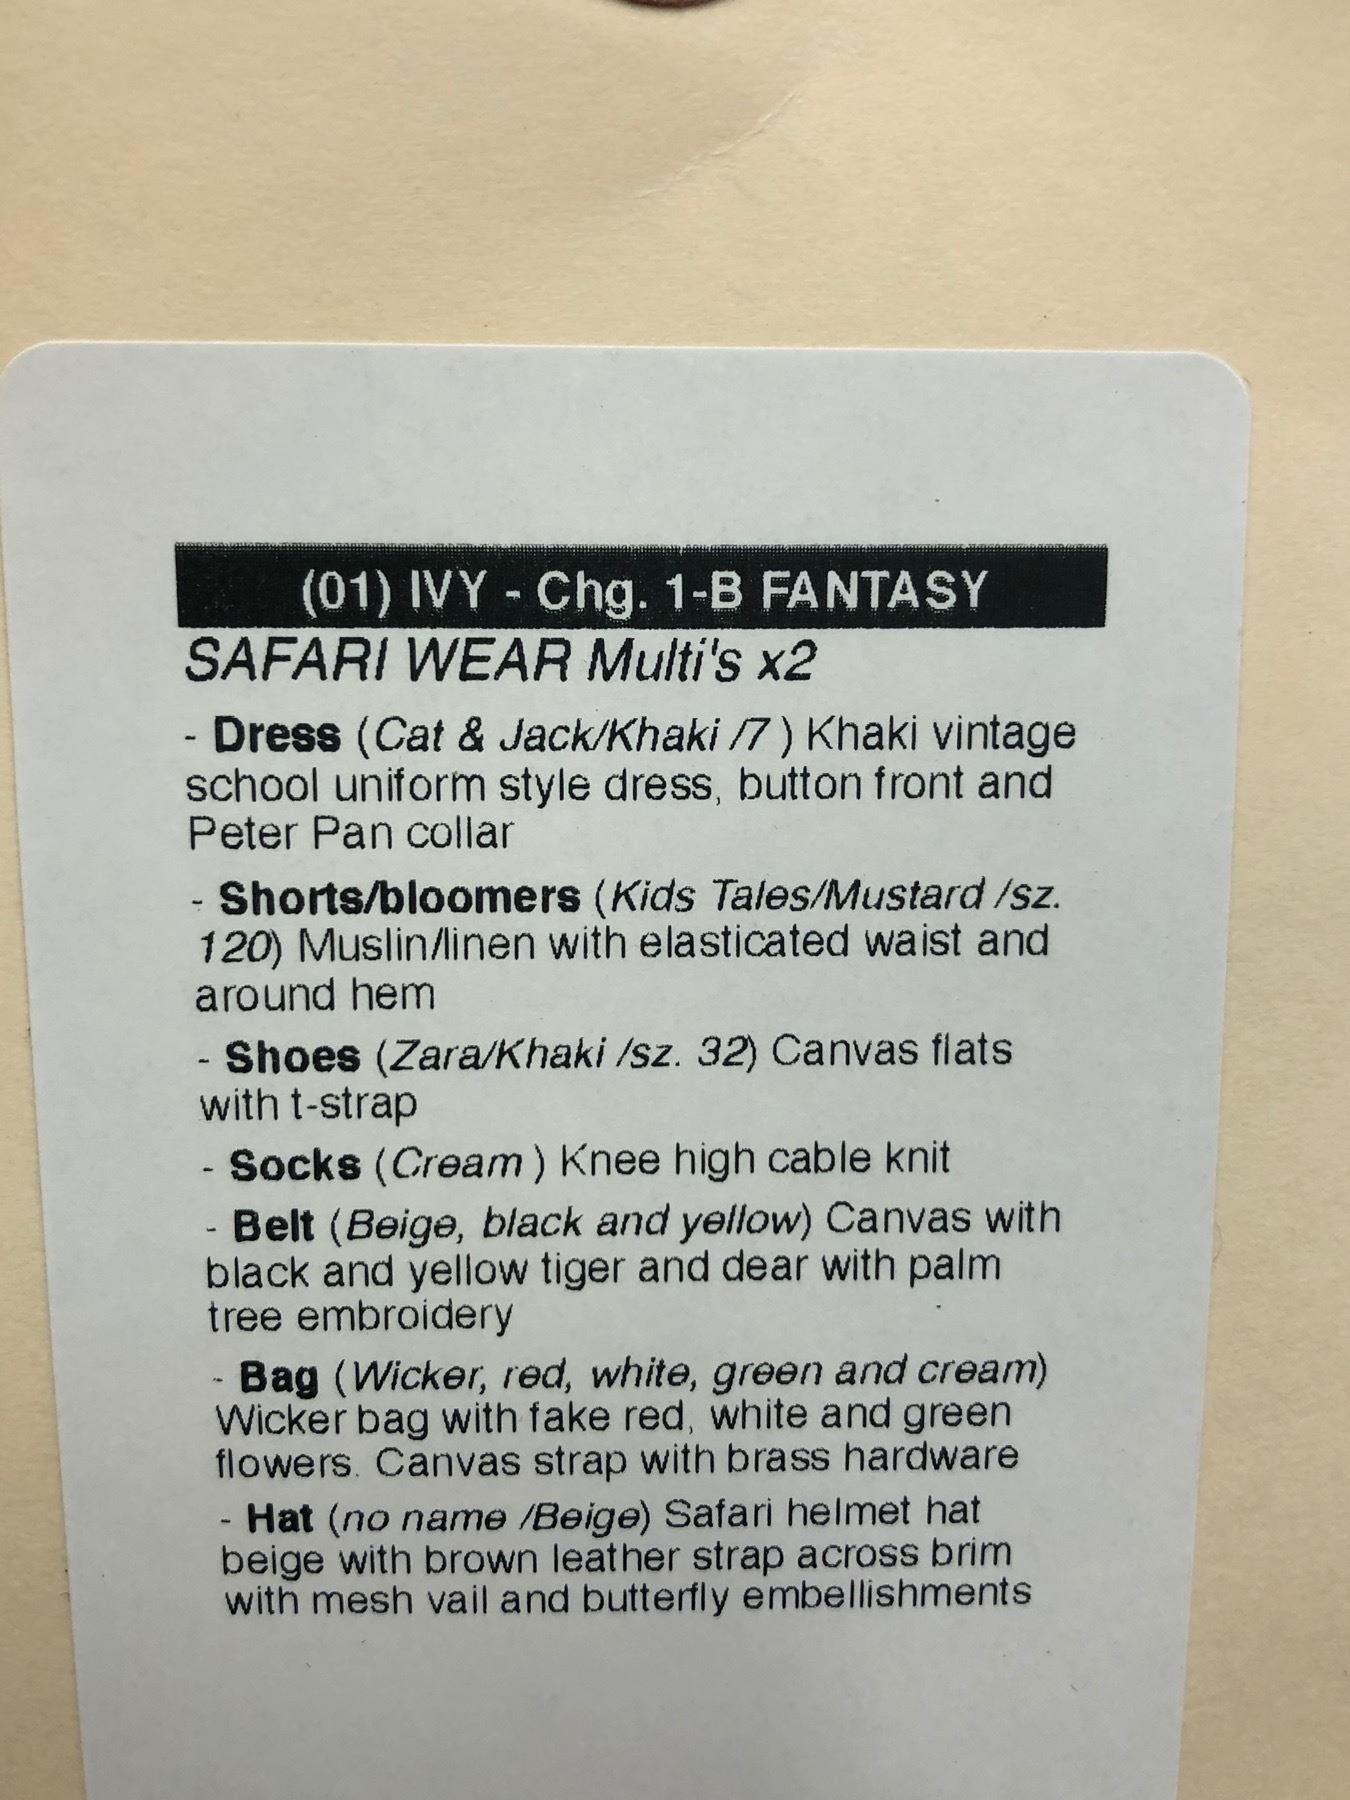 (01) IVY - Chg. 1-B FANTASY
SAFARI WEAR Multi's x2
- Dress (Cat & Jack/Khaki /7 ) Khaki vintage
school uniform style dress, button front and
Peter Pan collar
- Shorts/bloomers (Kids Tales/Mustard /sz.
120) Muslin/linen with elasticated waist and
around hem
- Shoes (Zara/Khaki /sz. 32) Canvas flats
with t-strap
- Socks (Cream ) Knee high cable knit
- Belt (Beige, black and yellow) Canvas with
black and yellow tiger and dear with palm
tree embroidery
- Bag (Wicker, red, white, green and cream)
Wicker bag with fake red, white and green
flowers. Canvas strap with brass hardware
- Hat (no name /Beige) Safari helmet hat
beige with brown leather strap across brim
with mesh vail and butterfly embellishments